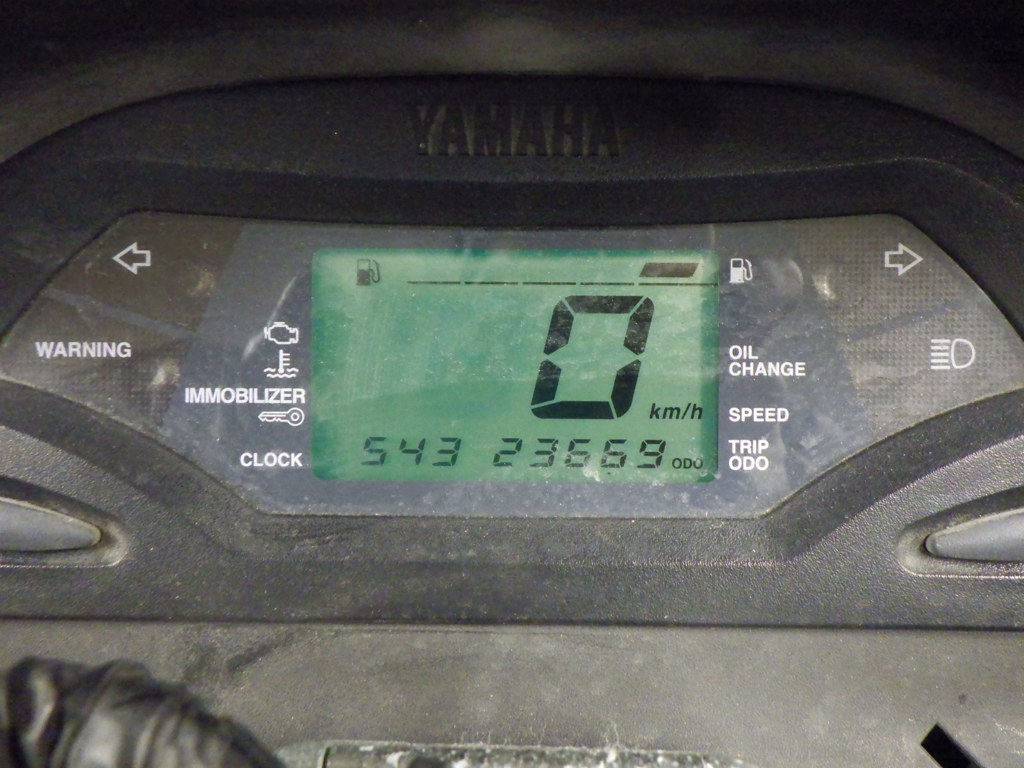 YAMAHA
WARNING
IMMOBILIZER
CLOCK
0
km/h
543 23669 ODO
OIL
CHANGE
SPEED
TRIP
ODO